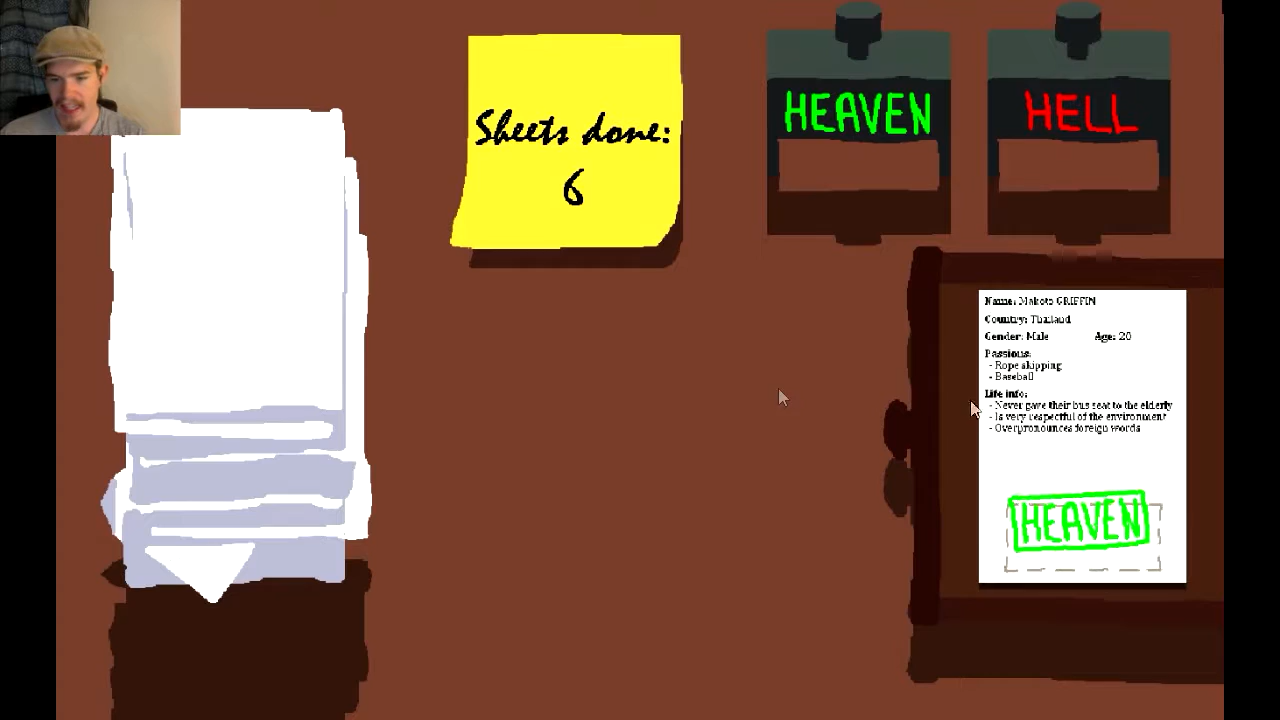 Sheets done:
6
HEAVEN
HELL
Name: Makoto GRIFFIN
Country: Thailand
Gender: Male Age: 20
Passions:
- Rope skipping
- Baseball
Life info:
- Never gave their bus seat to the elderly
- Is very respectful of the environment
- Overpronounces foreign words
HEAVEN